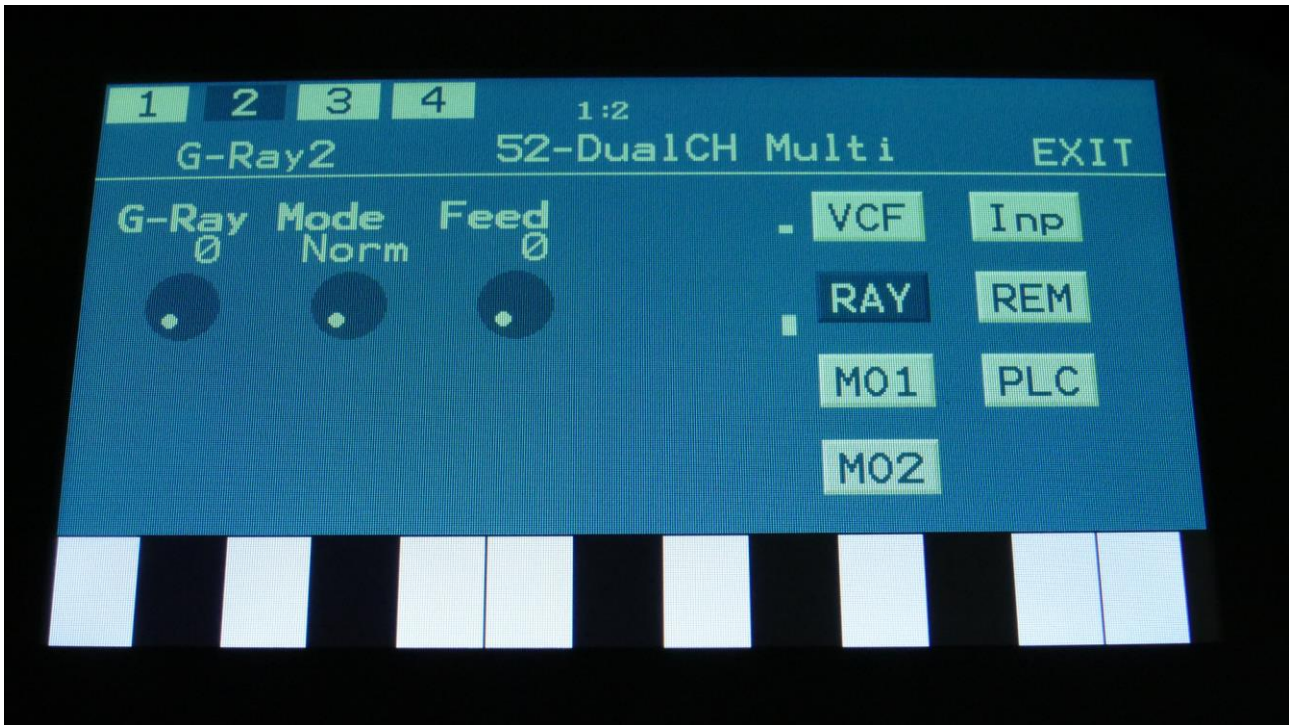 1 2 3 4 1:2
G-Ray2 52-DualCH Multi EXIT
G-Ray Mode Feed VCF Inp
0 Norm 0
RAY REM
MO1 PLC
MO2